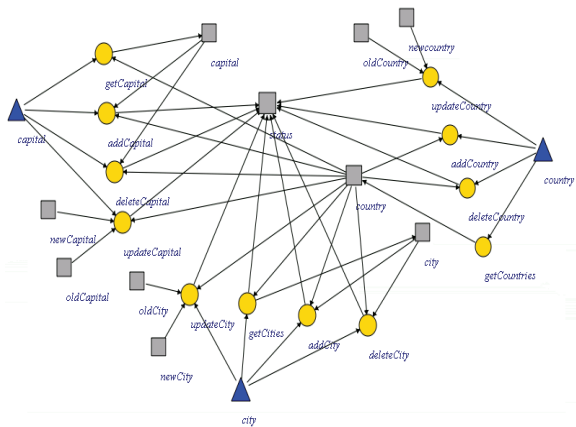 newcountry
oldCountry
capital
getCapital
updateCountry
status
capital
addCapital
addCountry
country
deleteCapital
country
deleteCountry
newCapital
updateCapital
city
getCountries
oldCapital
oldCity
updateCity
getCities
addCity
deleteCity
newCity
city